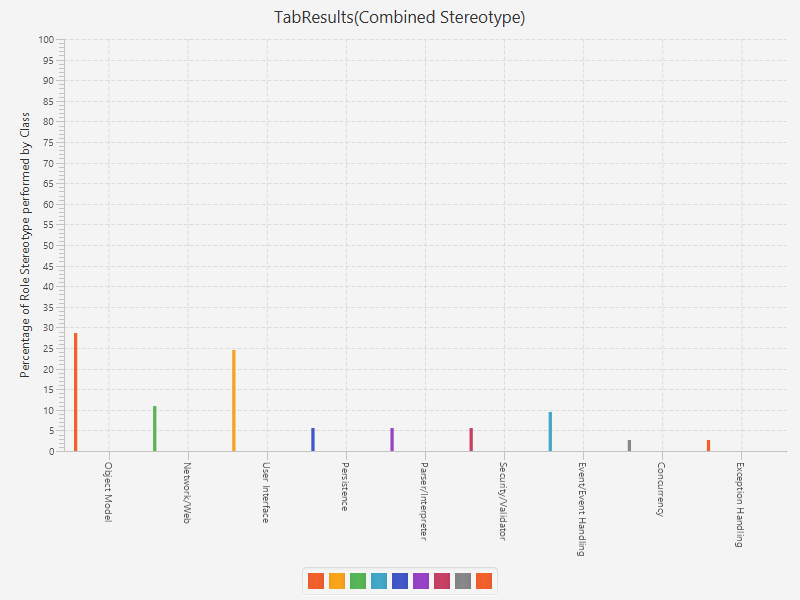 TabResults(Combined Stereotype)
Percentage of Role Stereotype performed by Class
100
95
90
85
80
75
70
65
60
55
50
45
40
35
30
25
20
15
10
5
0
Object Model
Network/Web
User Interface
Persistence
Parser/Interpreter
Security/Validator
Event/Event Handling
Concurrency
Exception Handling